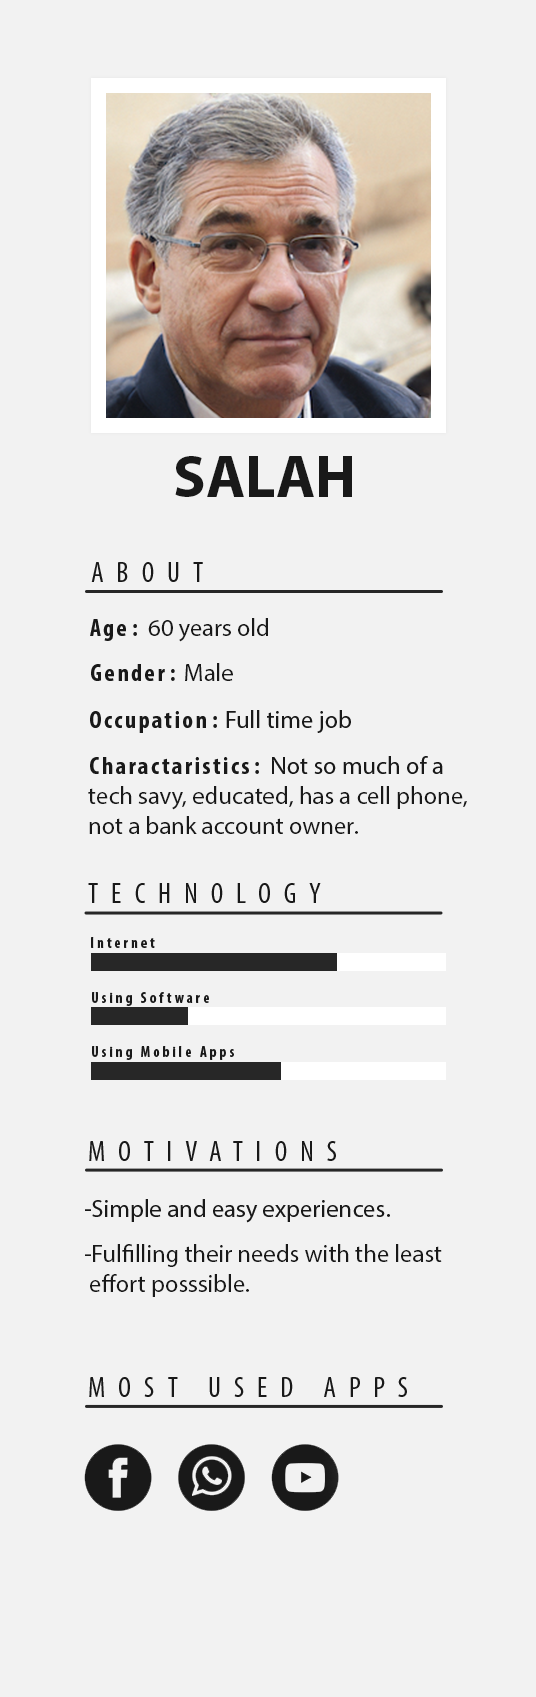 SALAH
ABOUT
Age: 60 years old
Gender: Male
Occupation: Full time job
Charactaristics: Not so much of a
tech savy, educated, has a cell phone,
not a bank account owner.
TECHNOLOGY
Internet
Using Software
Using Mobile Apps
MOTIVATIONS
-Simple and easy experiences.
-Fulfilling their needs with the least
effort posssible.
MOST USED APPS